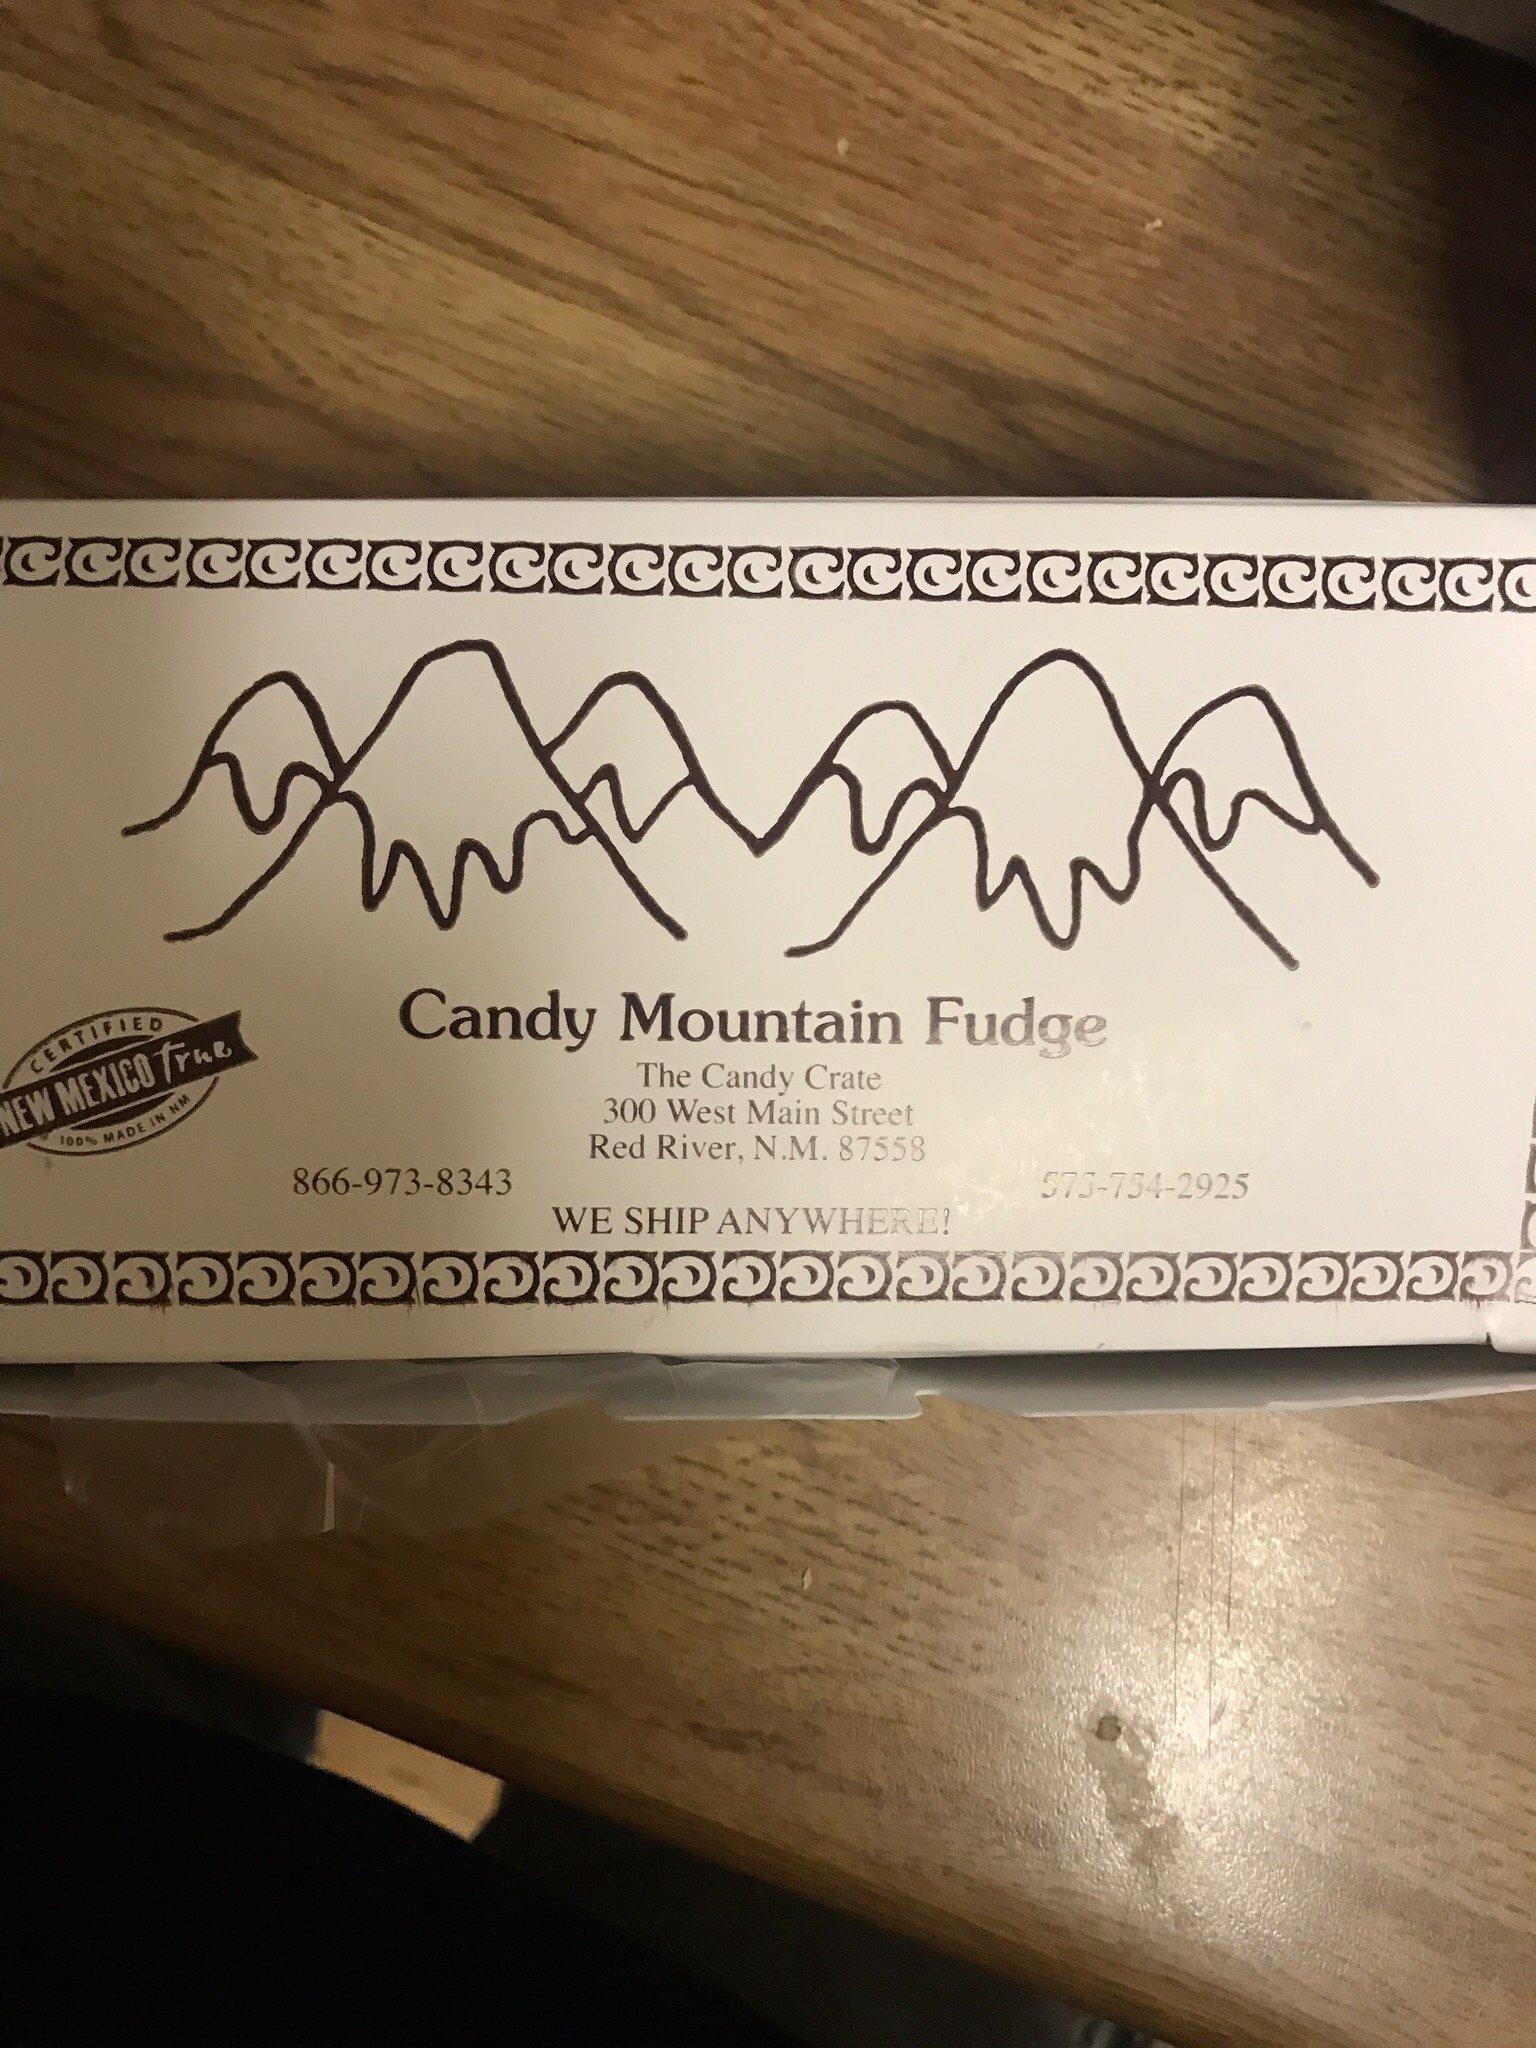 Candy Mountain Fudge
The Candy Crate
300 West Main Street
Red River, N.M. 87558
866-973-8343 575-754-2925
WE SHIP ANYWHERE!
CERTIFIED
NEW MEXICO True
100% MADE IN NM